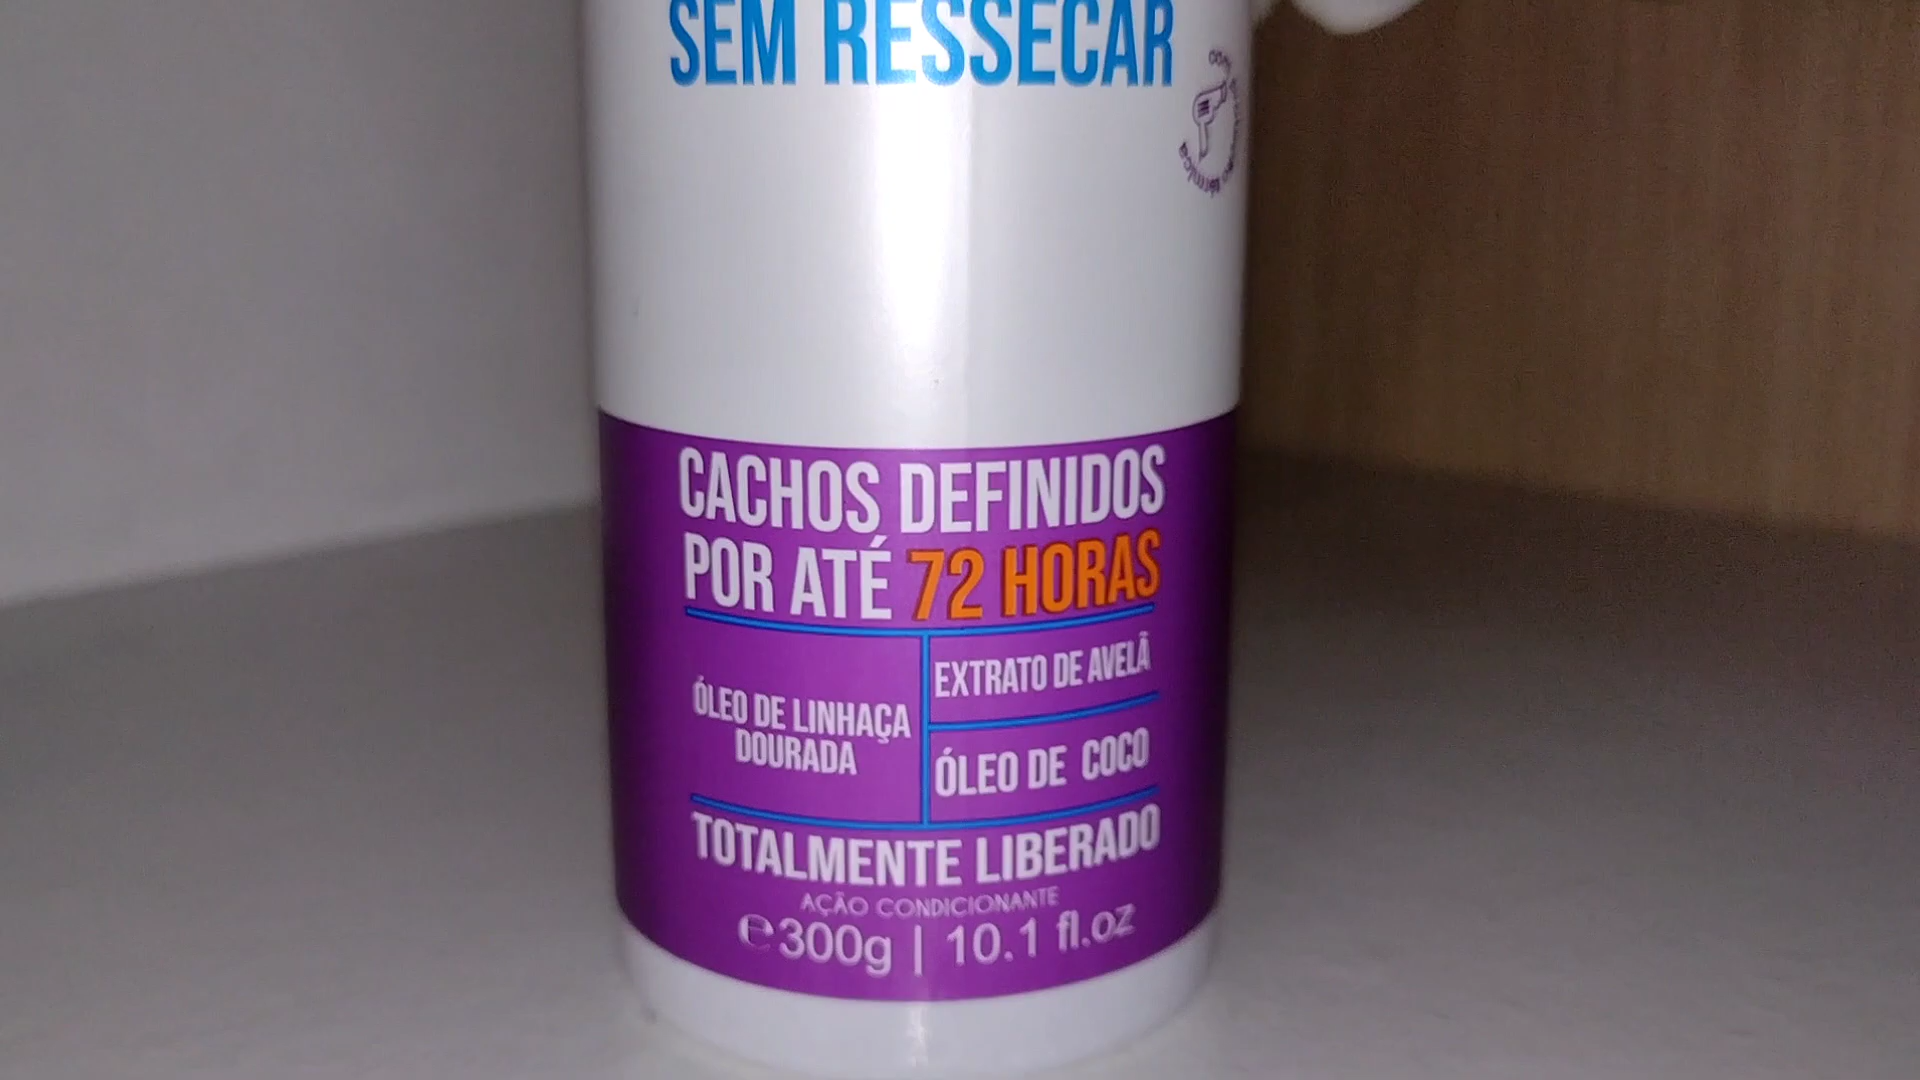 SEM RESSECAR
CACHOS DEFINIDOS
POR ATÉ 72 HORAS
ÓLEO DE LINHAÇA
DOURADA
EXTRATO DE AVELÃ
ÓLEO DE COCO
TOTALMENTE LIBERADO
AÇÃO CONDICIONANTE
℮300g | 10.1 fl.oz